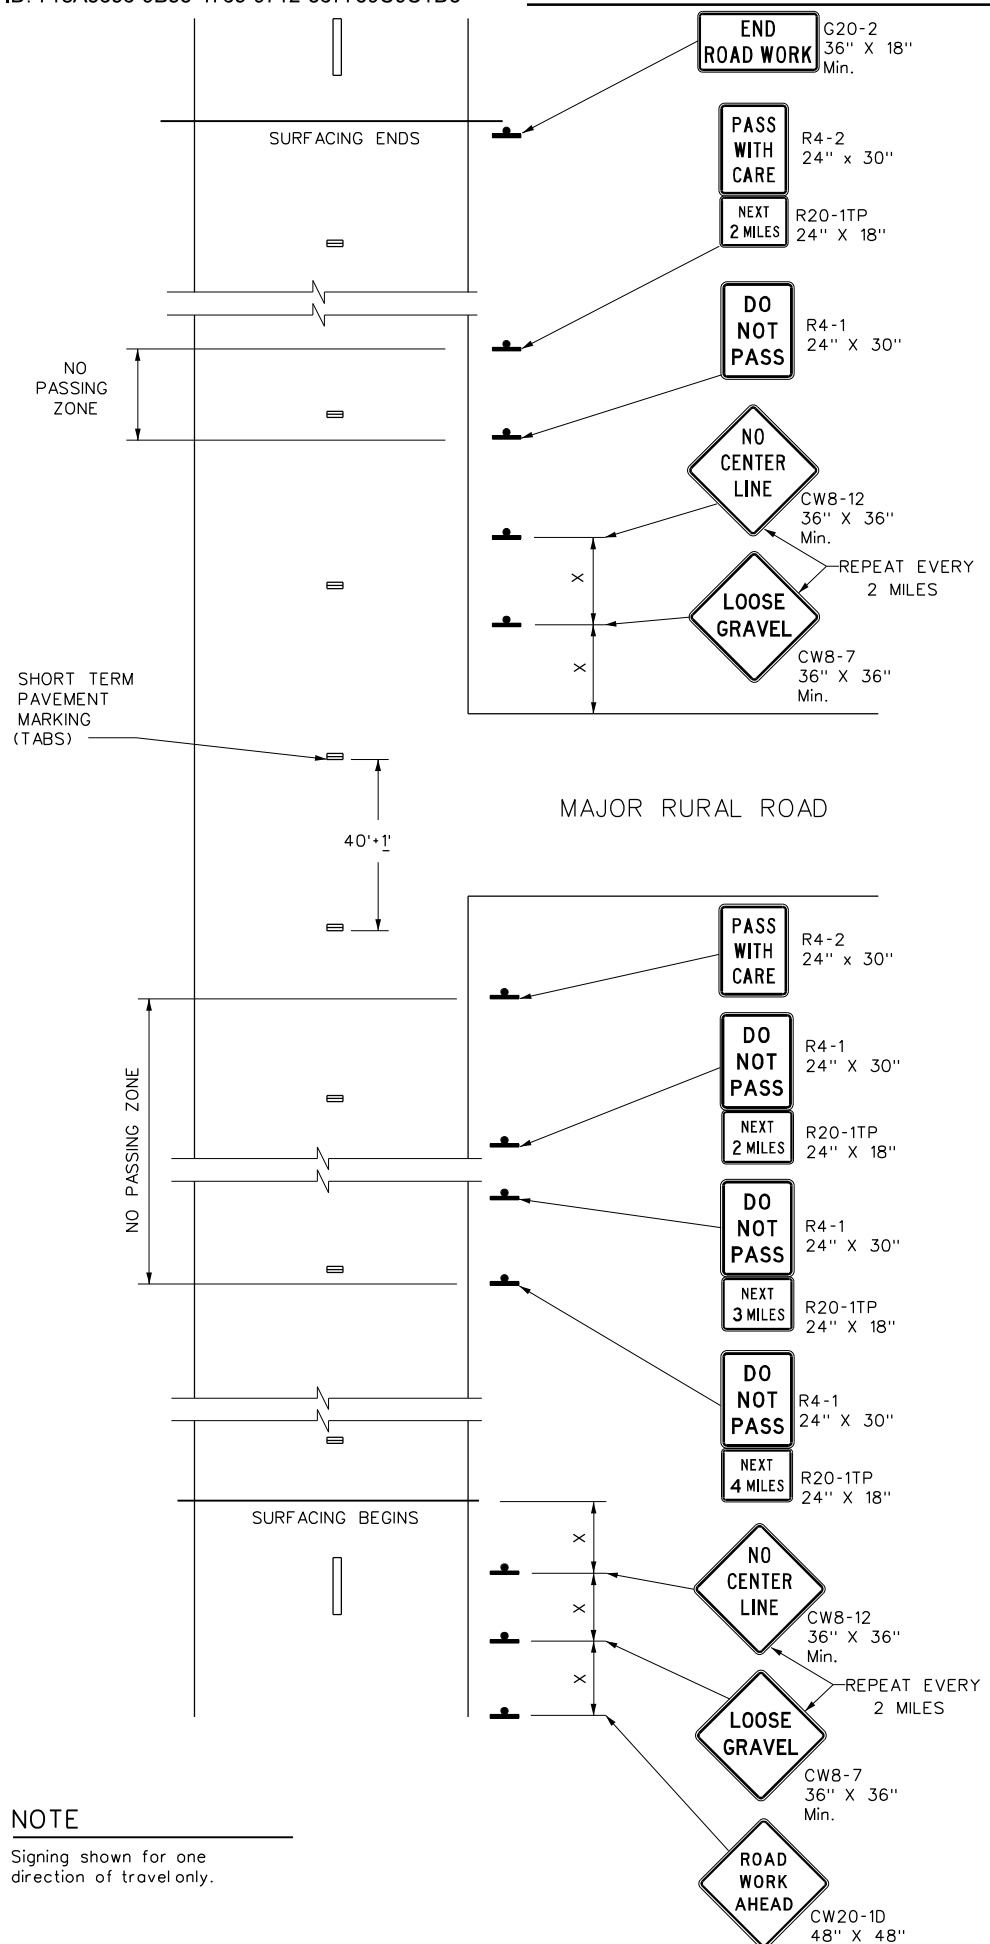 END
ROAD WORK
G20-2
36" X 18"
Min.
SURFACING ENDS
PASS
WITH
CARE
R4-2
24" x 30"
NEXT
2 MILES
R20-1TP
24" X 18"
DO
NOT
PASS
R4-1
24" X 30"
NO
PASSING
ZONE
NO
CENTER
LINE
CW8-12
36" X 36"
Min.
X
REPEAT EVERY
2 MILES
LOOSE
GRAVEL
CW8-7
36" X 36"
Min.
X
SHORT TERM
PAVEMENT
MARKING
(TABS)
MAJOR RURAL ROAD
40'+1'
PASS
WITH
CARE
R4-2
24" x 30"
DO
NOT
PASS
R4-1
24" X 30"
NEXT
2 MILES
R20-1TP
24" X 18"
NO PASSING ZONE
DO
NOT
PASS
R4-1
24" X 30"
NEXT
3 MILES
R20-1TP
24" X 18"
DO
NOT
PASS
R4-1
24" X 30"
NEXT
4 MILES
R20-1TP
24" X 18"
SURFACING BEGINS
X
NO
CENTER
LINE
CW8-12
36" X 36"
Min.
X
REPEAT EVERY
2 MILES
X
LOOSE
GRAVEL
CW8-7
36" X 36"
Min.
NOTE
Signing shown for one
direction of travel only.
ROAD
WORK
AHEAD
CW20-1D
48" X 48"